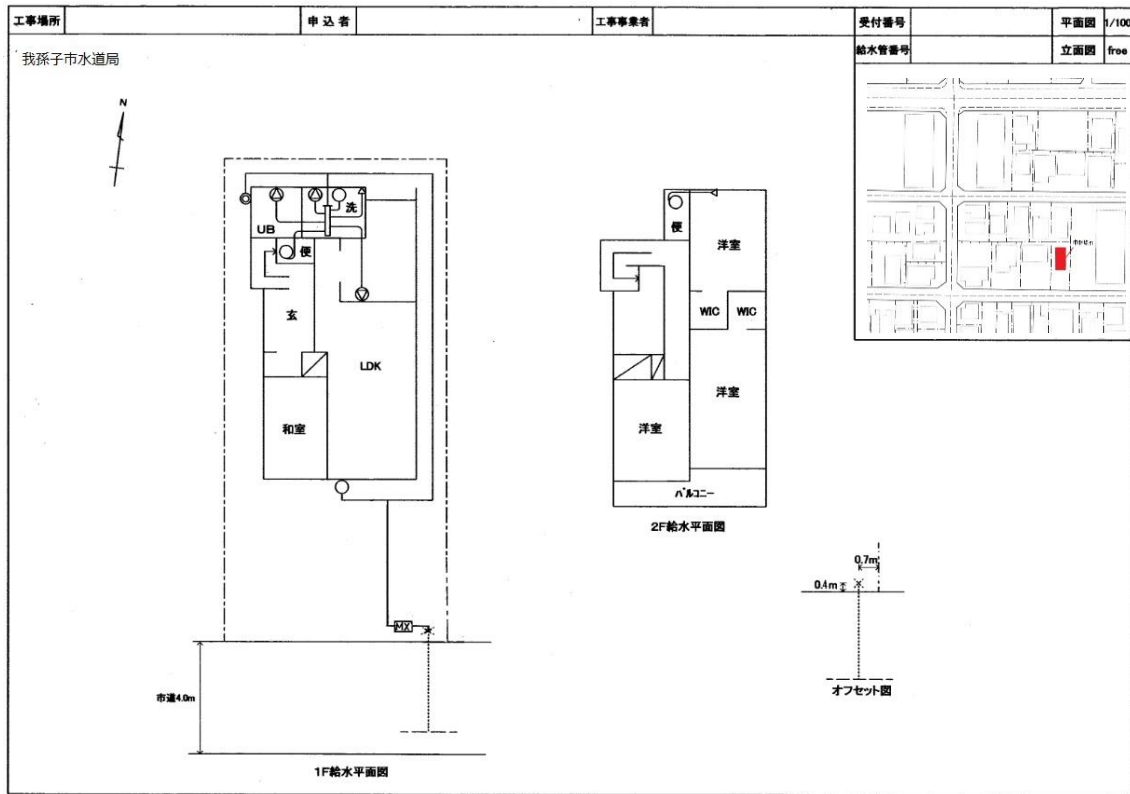 工事場所 申込者 工事事業者 受付番号 平面図 1/100
給水管番号 立面図 free
我孫子市水道局
N
洗
UB
便
玄
LDK
和室
MX
市道4.0m
1F給水平面図
便
洋室
WIC WIC
洋室
洋室
バルコニー
2F給水平面図
0.7m
0.4m
オフセット図